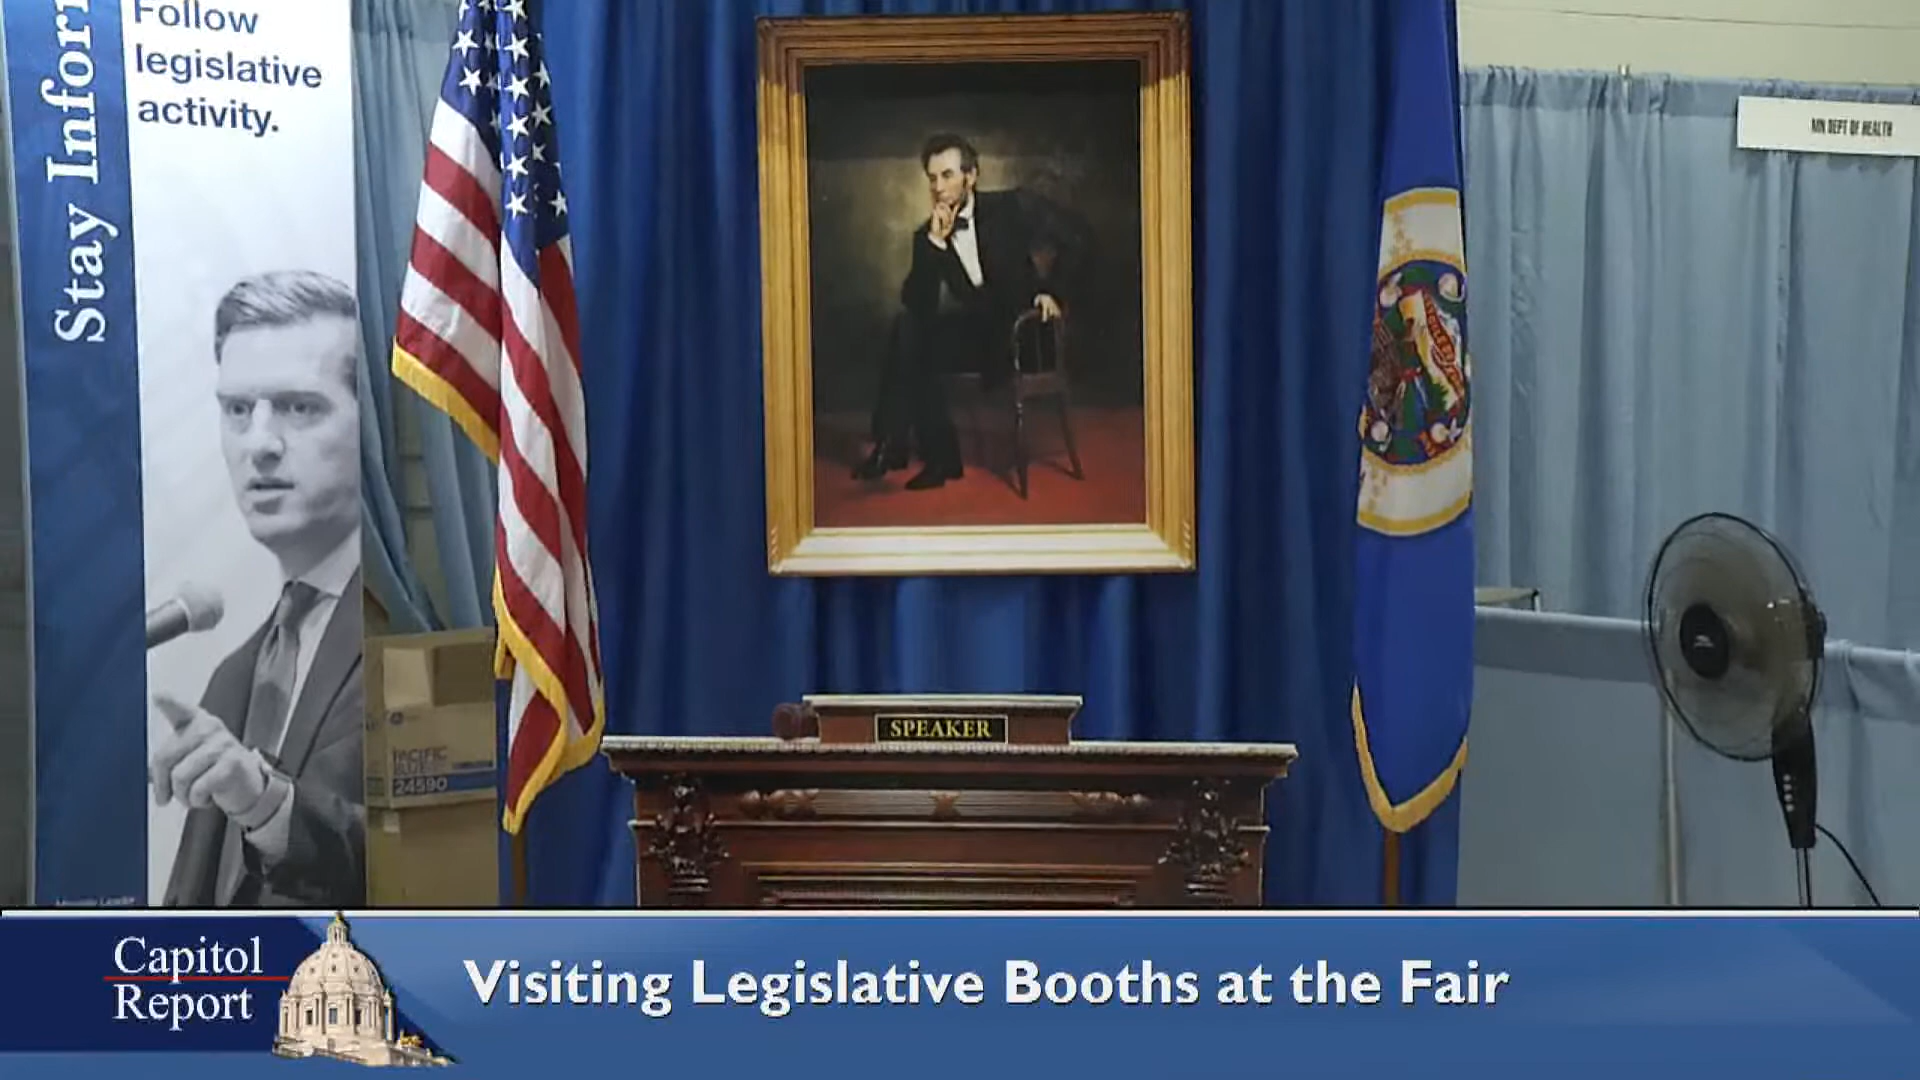 Stay Infor
Follow
legislative
activity.
MN DEPT OF HEALTH
SPEAKER
PACIFIC
BLUE
24590
Capitol
Report
Visiting Legislative Booths at the Fair